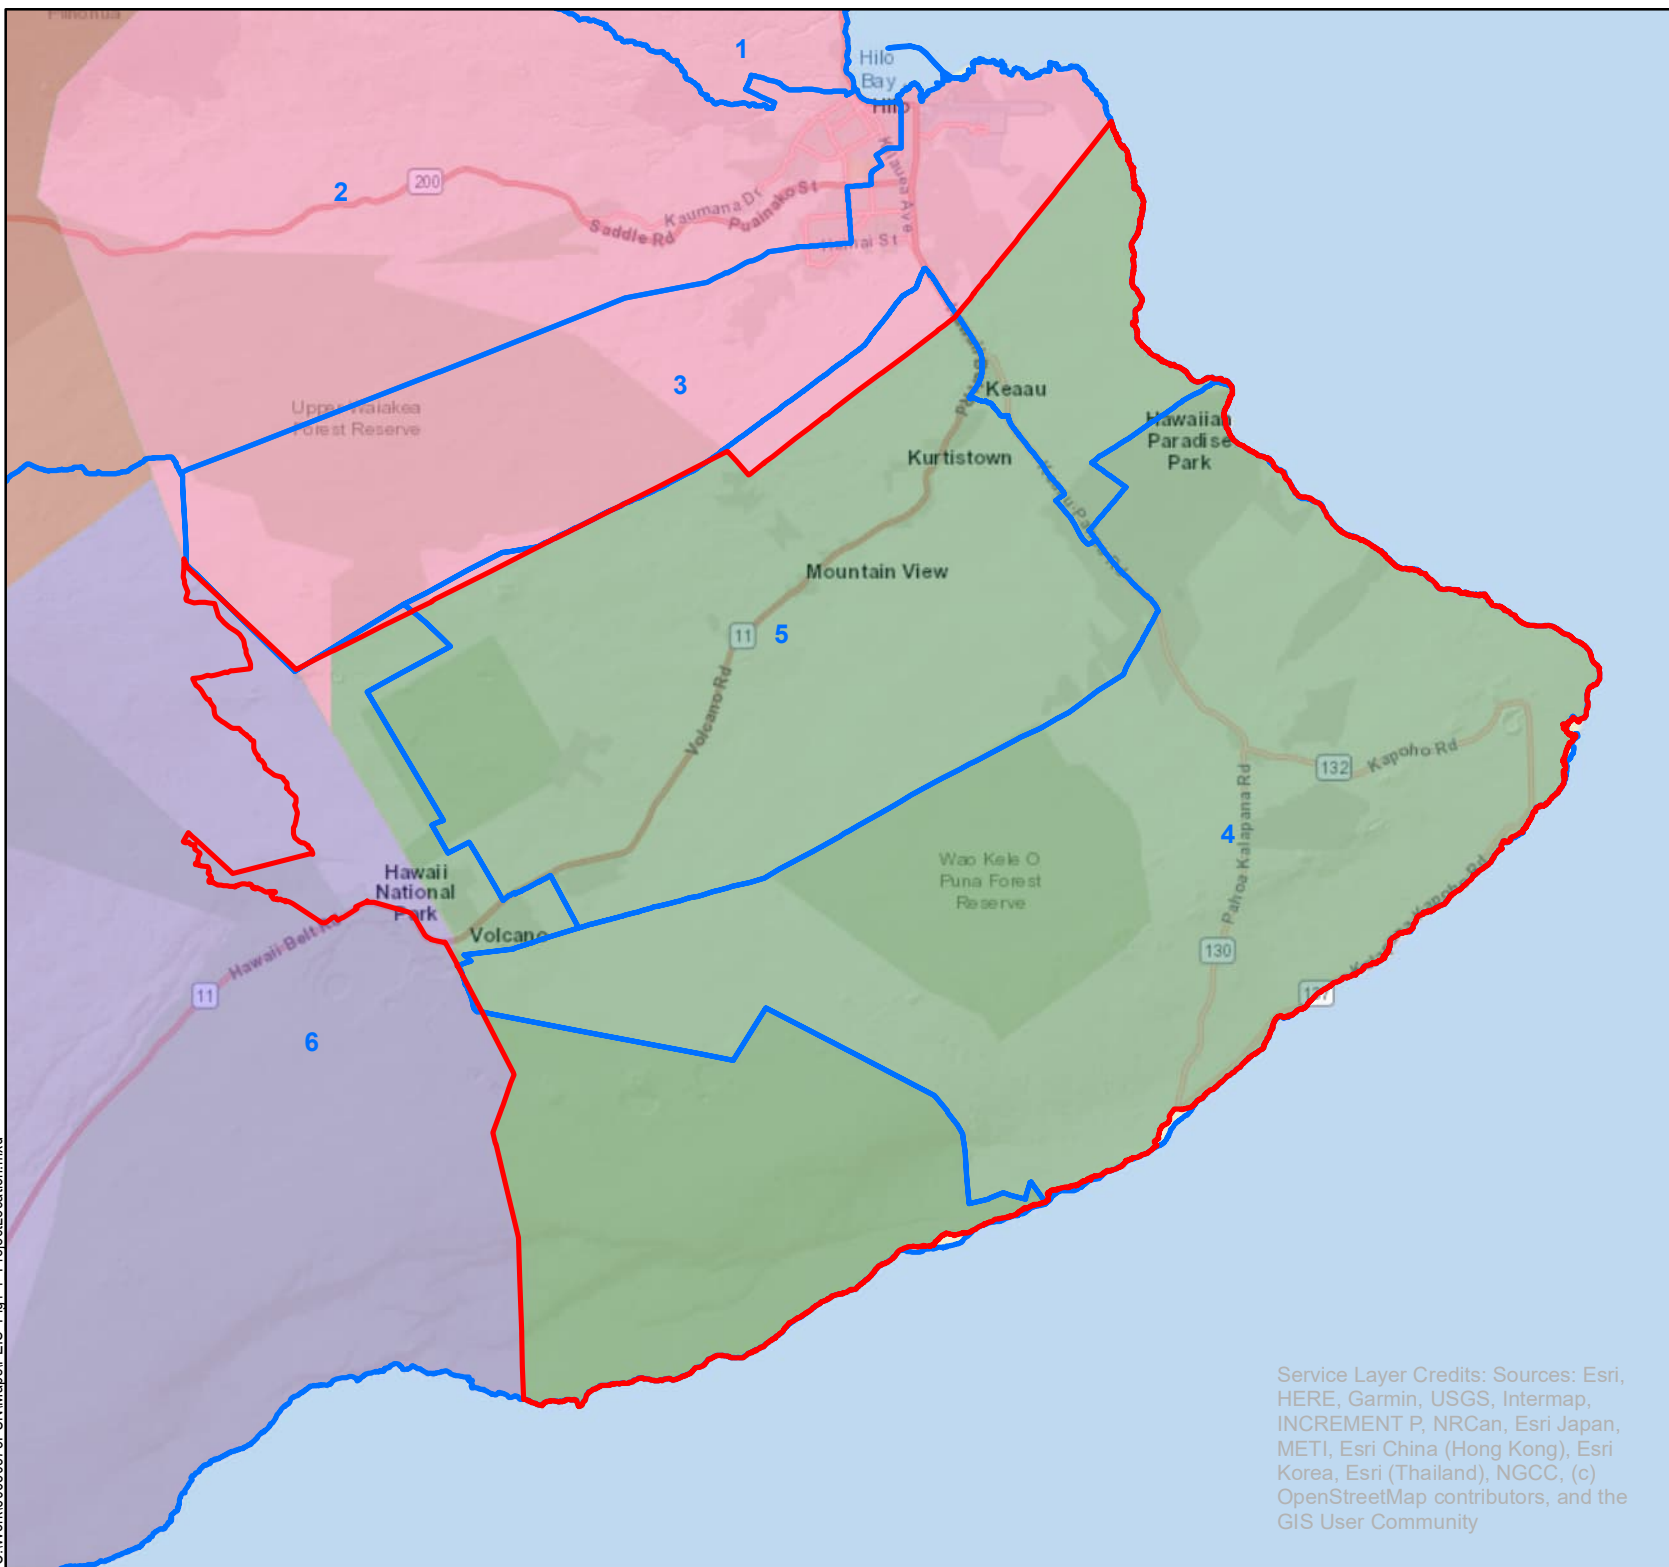 1
Hilo
Bay
Hilo
200
2
Kaumana Dr
Puainako St
Saddle Rd
Kilauea Ave
3
Upper Waiakea
Forest Reserve
Keaau
Hawaiian
Paradise
Park
Kurtistown
Mountain View
11
5
Volcano Rd
132
Kapoho Rd
4
Pahoa Kalapana Rd
Wao Kele O
Puna Forest
Reserve
Hawaii
National
Park
Volcano
Hawaii Belt Rd
11
130
137
6
Service Layer Credits: Sources: Esri,
HERE, Garmin, USGS, Intermap,
INCREMENT P, NRCan, Esri Japan,
METI, Esri China (Hong Kong), Esri
Korea, Esri (Thailand), NGCC, (c)
OpenStreetMap contributors, and the
GIS User Community